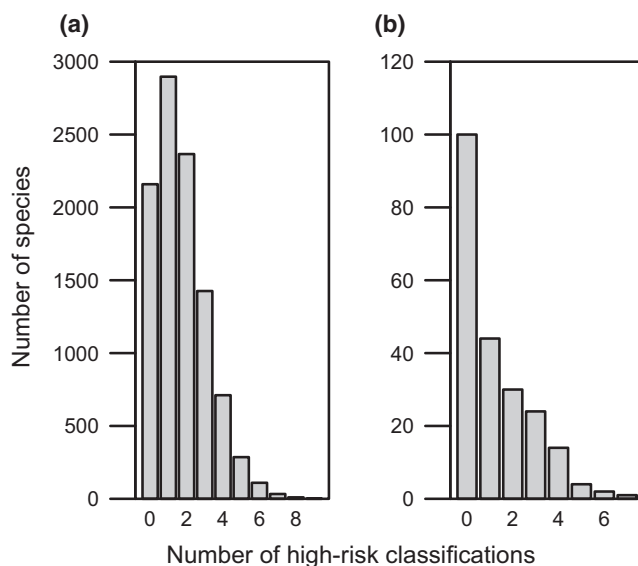 (a) (b)
3000
2500
2000
1500
1000
500
0
120
100
80
60
40
20
0
Number of species
0 2 4 6 8
0 2 4 6
Number of high-risk classifications